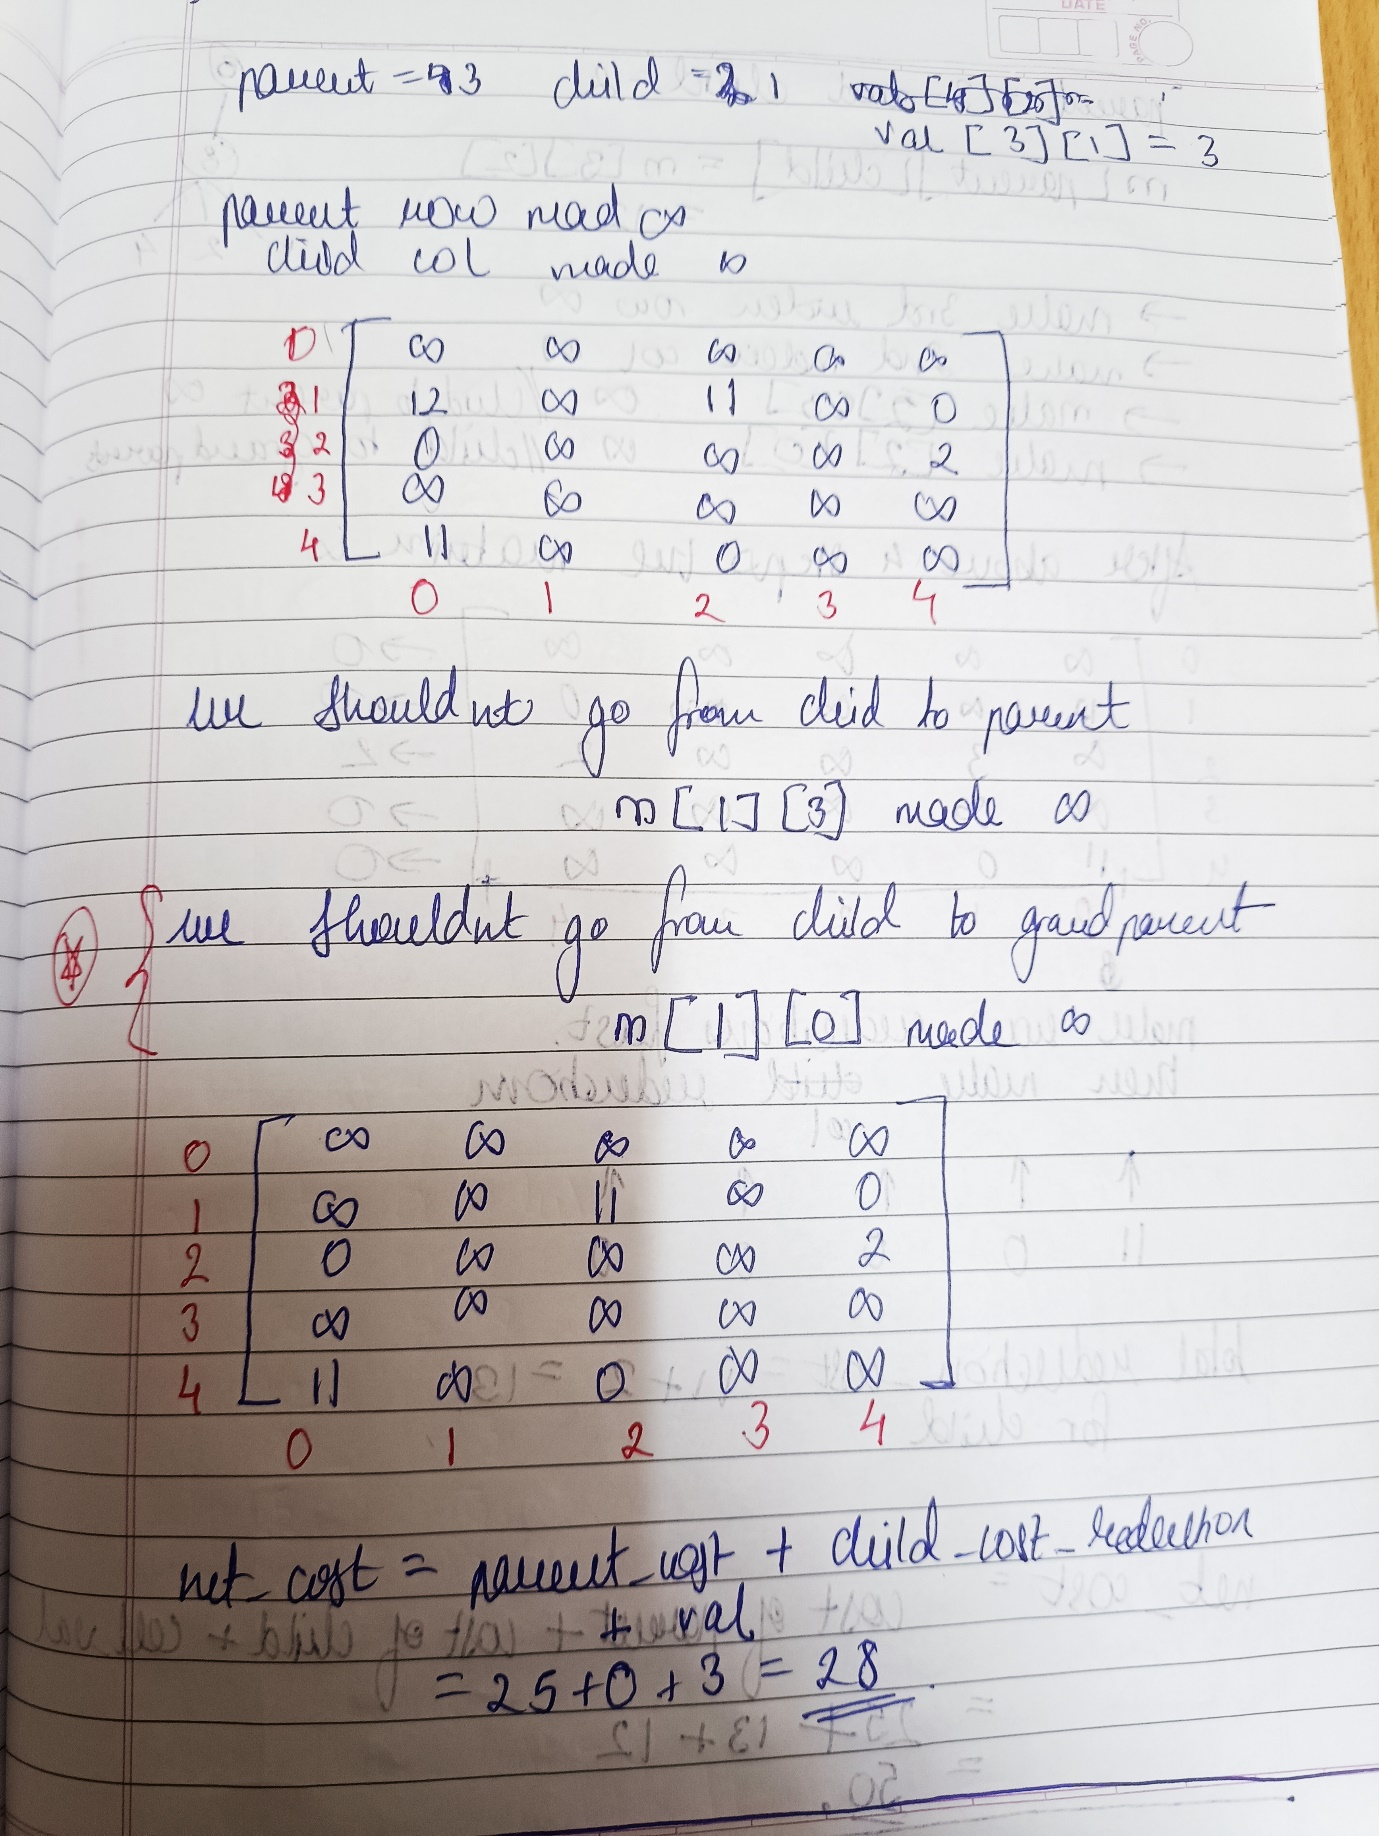 DATE
PAGE NO.
parent = 3 child = 1
val [3][1] = 3
parent row mad ∞
child col made ∞
0 ∞ ∞ ∞ ∞ ∞
1 12 ∞ 11 ∞ 0
2 0 ∞ ∞ ∞ 2
3 ∞ ∞ ∞ ∞ ∞
4 11 ∞ 0 ∞ ∞
0 1 2 3 4
we shouldnt go from child to parent
m[1][3] made ∞
we shouldnt go from child to grandparent
m[1][0] made ∞
0 ∞ ∞ ∞ ∞ ∞
1 ∞ ∞ 11 ∞ 0
2 0 ∞ ∞ ∞ 2
3 ∞ ∞ ∞ ∞ ∞
4 11 ∞ 0 ∞ ∞
0 1 2 3 4
net_cost = parent_cost + child_cost_reduction
+ val
= 25+0+3 = 28